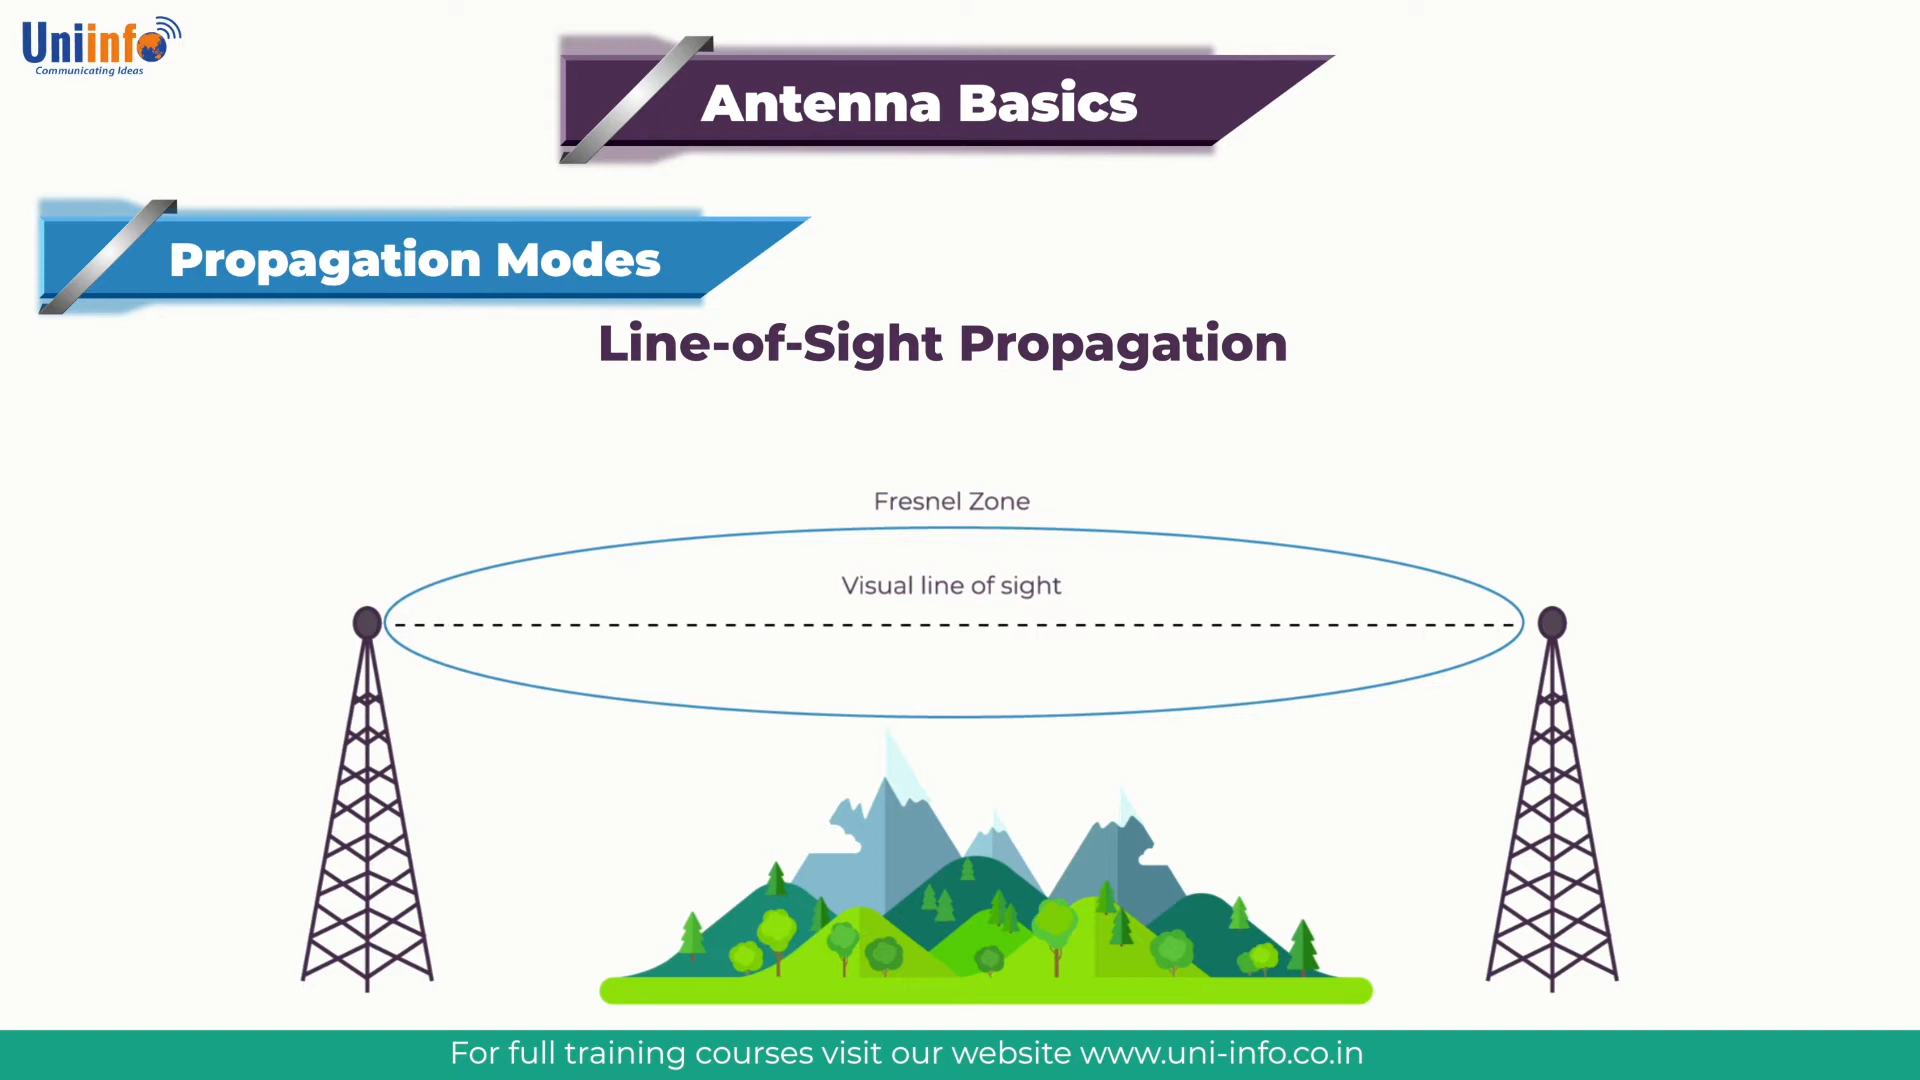 Uniinfo
Communicating Ideas
Antenna Basics
Propagation Modes
Line-of-Sight Propagation
Fresnel Zone
Visual line of sight
For full training courses visit our website www.uni-info.co.in